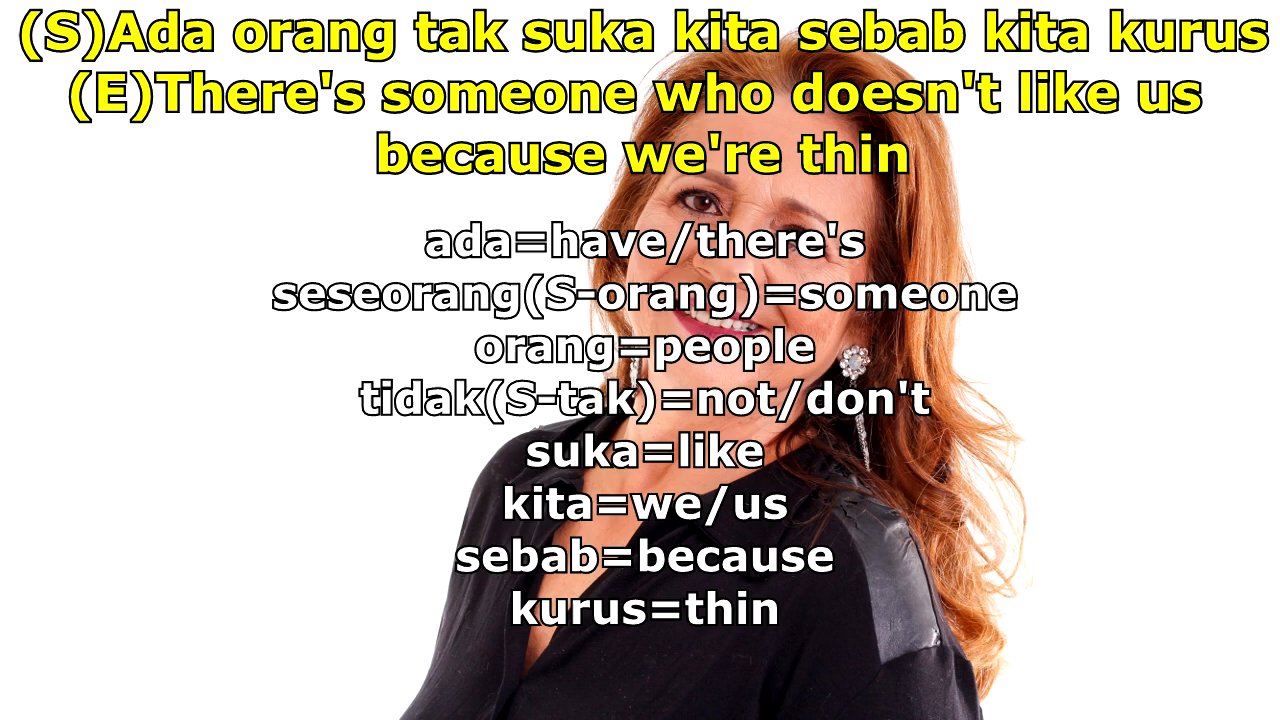 (S)Ada orang tak suka kita sebab kita kurus
(E)There's someone who doesn't like us
because we're thin
ada=have/there's
seseorang(S-orang)=someone
orang=people
tidak(S-tak)=not/don't
suka=like
kita=we/us
sebab=because
kurus=thin